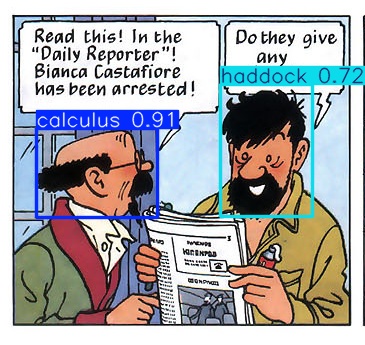 Read this! In the
"Daily Reporter"!
Bianca Castafiore
has been arrested!
Do they give
any
haddock 0.72
calculus 0.91